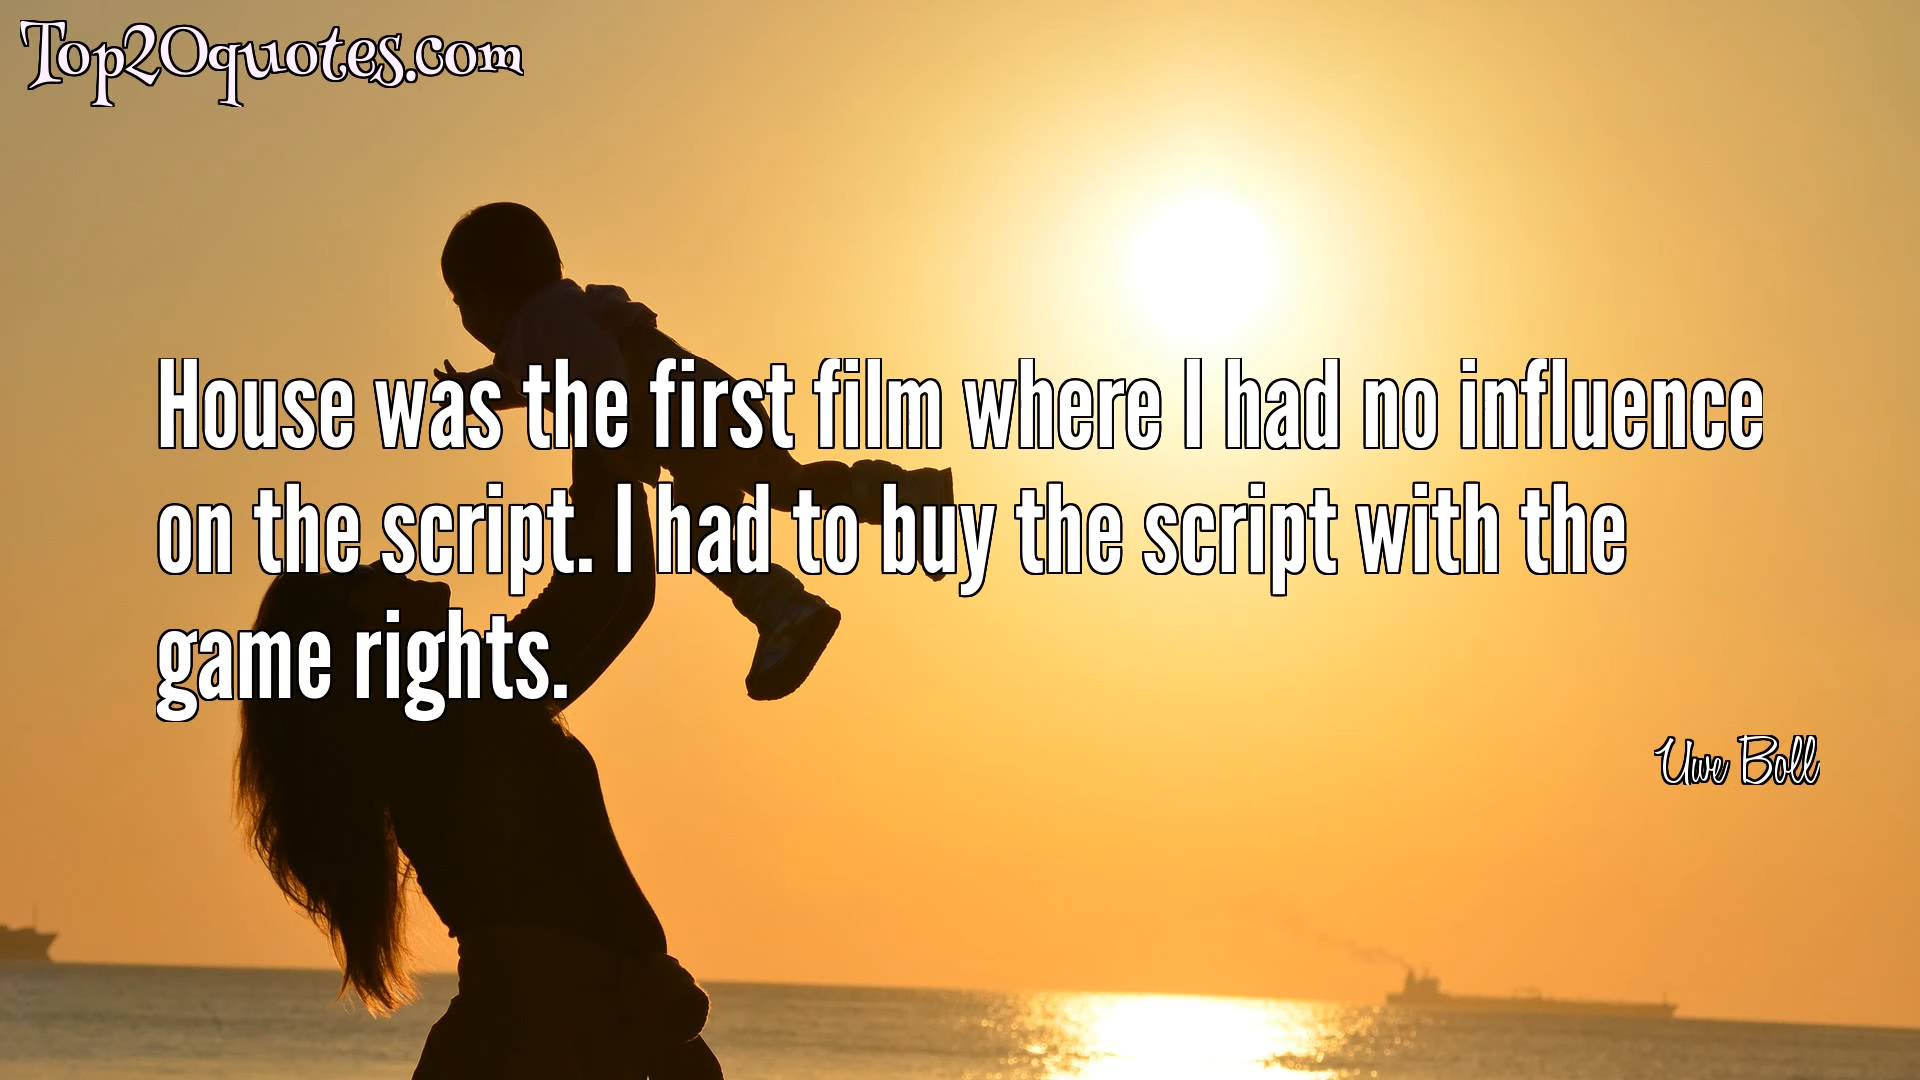 Top20quotes.com
House was the first film where I had no influence
on the script. I had to buy the script with the
game rights.
Uwe Boll